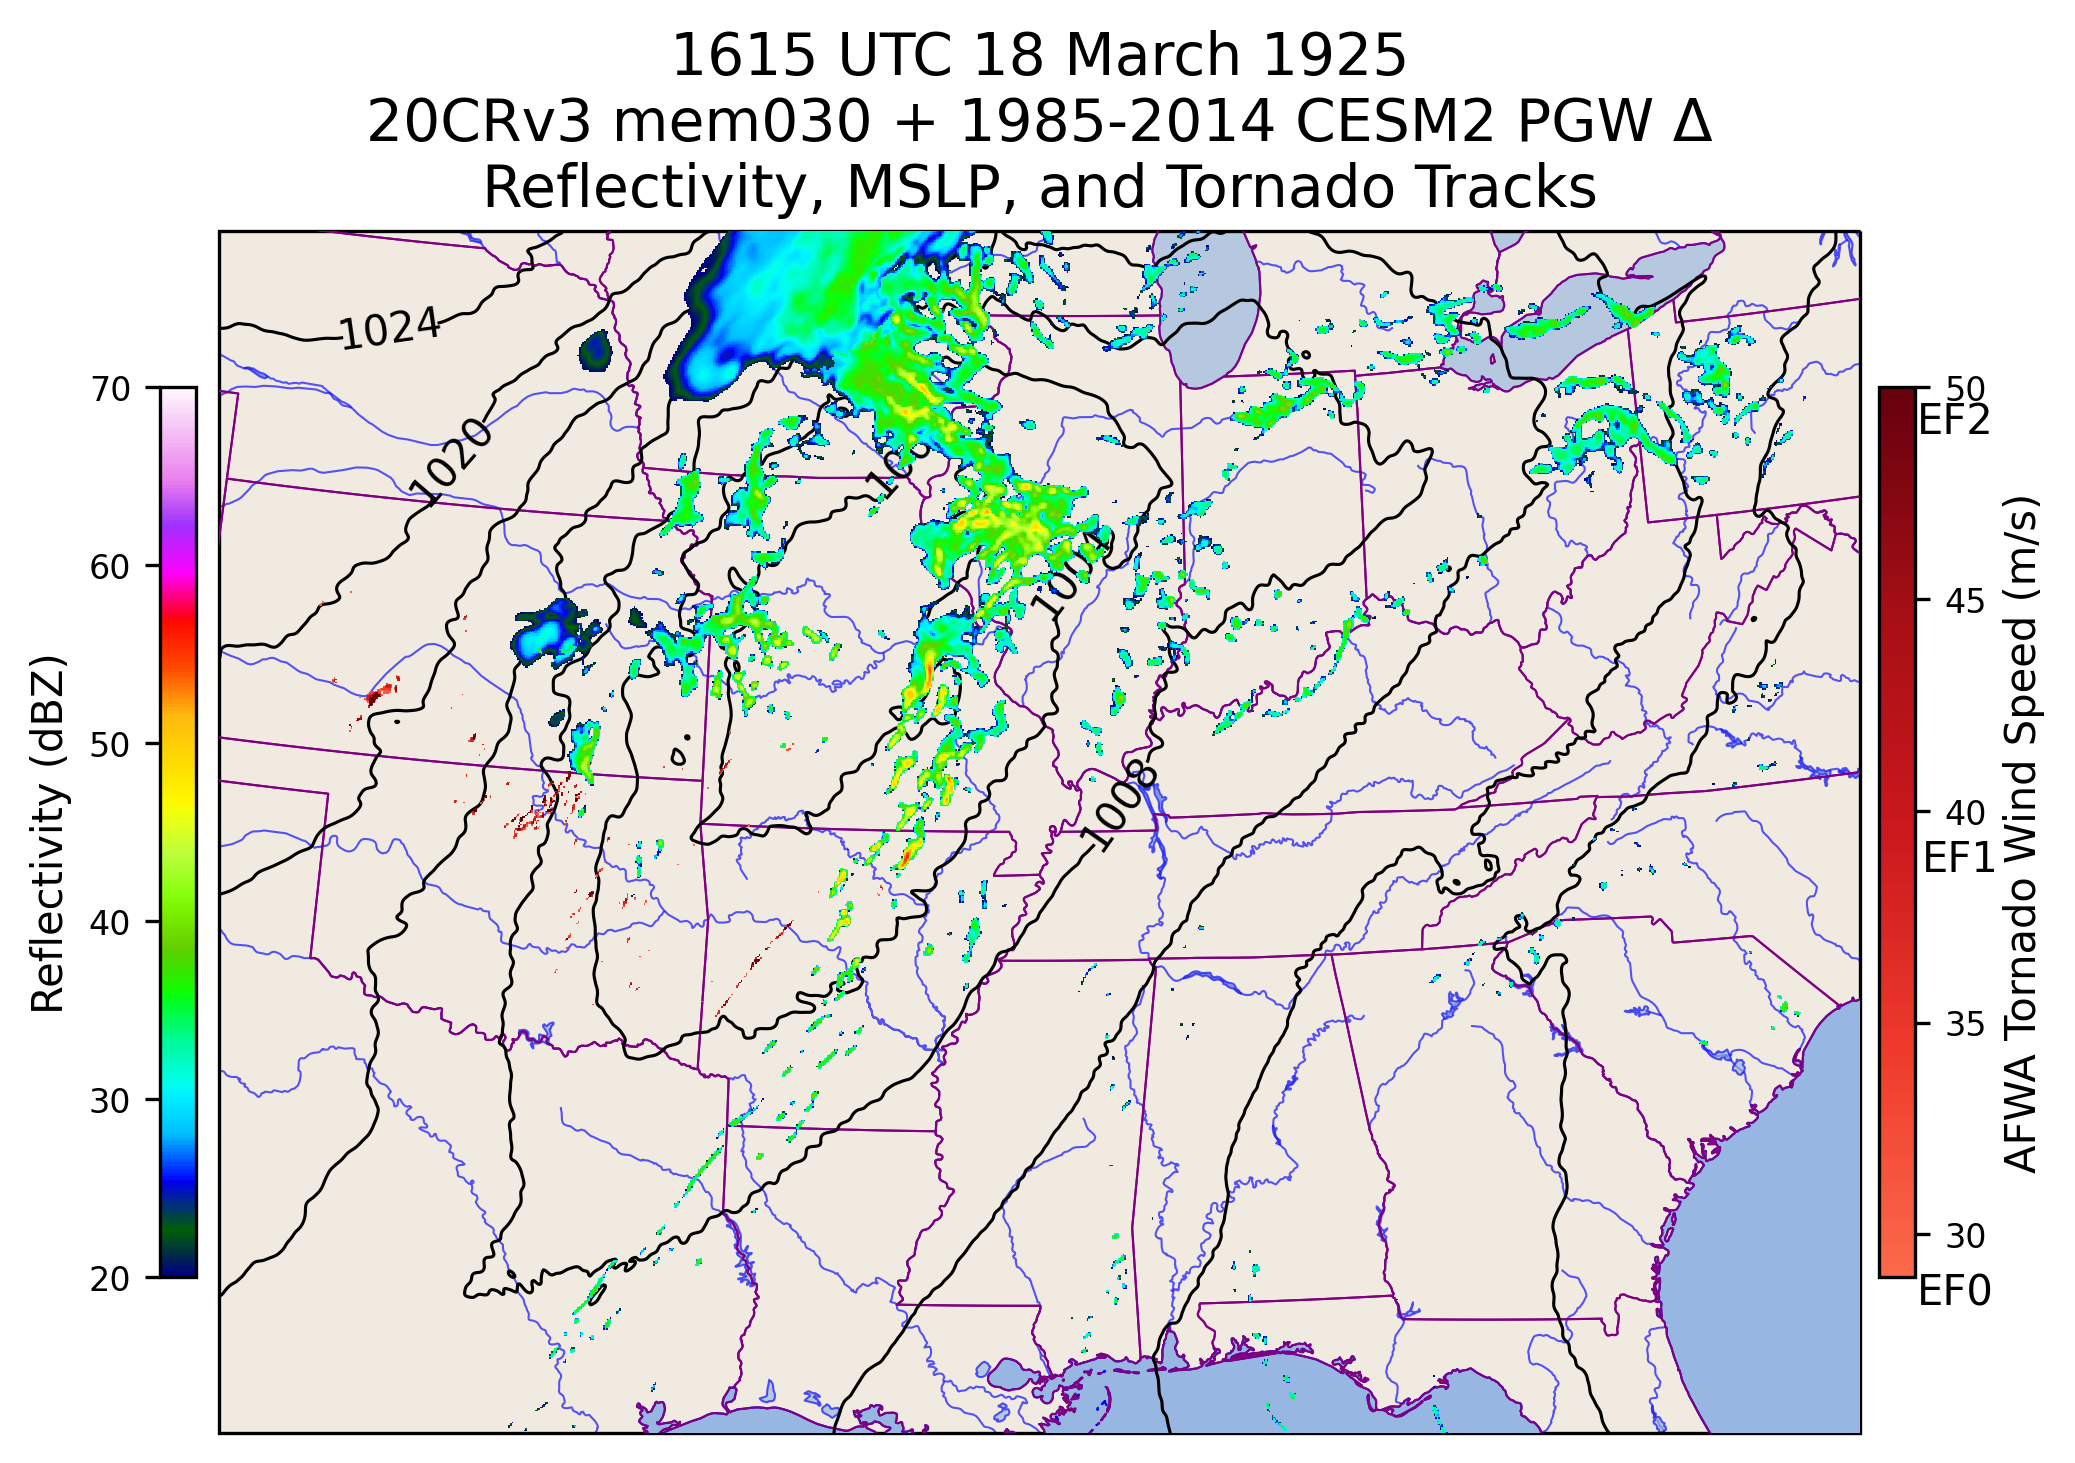 1615 UTC 18 March 1925
20CRv3 mem030 + 1985-2014 CESM2 PGW Δ
Reflectivity, MSLP, and Tornado Tracks
1024
1020
1004
1008
70
60
50
40
30
20
Reflectivity (dBZ)
50
EF2
45
40
EF1
35
30
EF0
AFWA Tornado Wind Speed (m/s)